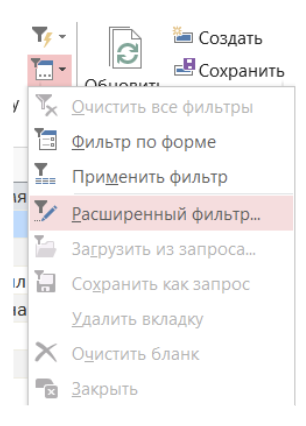 Создать
Сохранить
Обновить
Очистить все фильтры
Фильтр по форме
Применить фильтр
Расширенный фильтр...
Загрузить из запроса...
Сохранить как запрос
Удалить вкладку
Очистить бланк
Закрыть